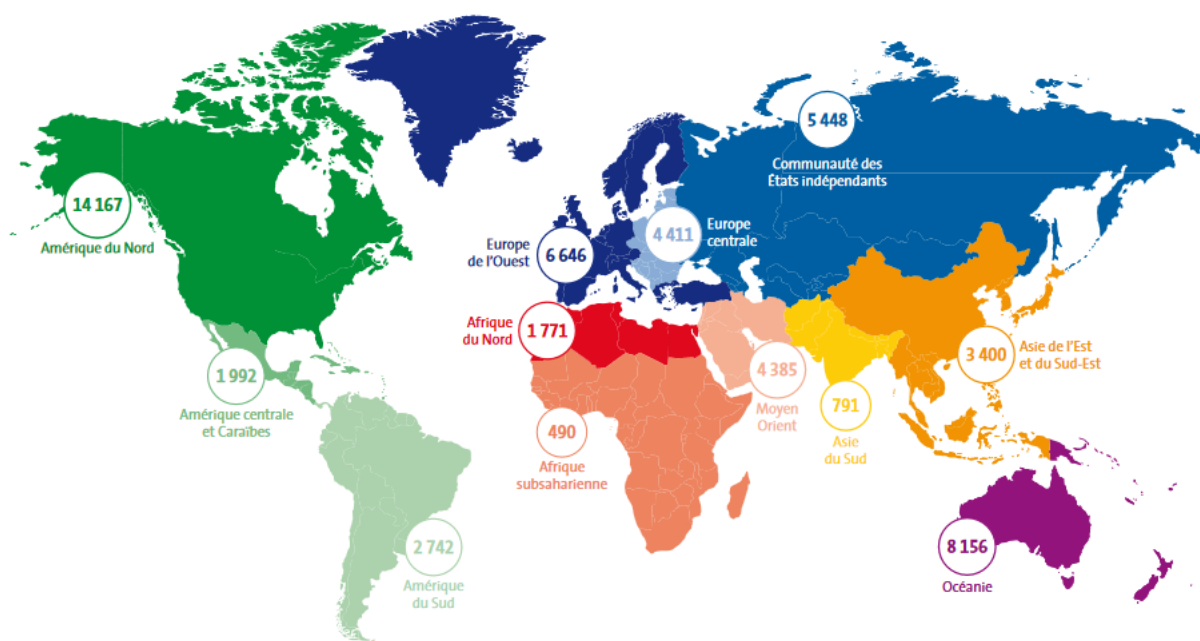 5 448
Communauté des
États indépendants
14 167
Amérique du Nord
Europe
de l'Ouest
6 646
4 411
Europe
centrale
Afrique
du Nord
1 771
1 992
Amérique centrale
et Caraïbes
490
Afrique
subsaharienne
4 385
Moyen
Orient
791
Asie
du Sud
3 400
Asie de l'Est
et du Sud-Est
2 742
Amérique
du Sud
8 156
Océanie